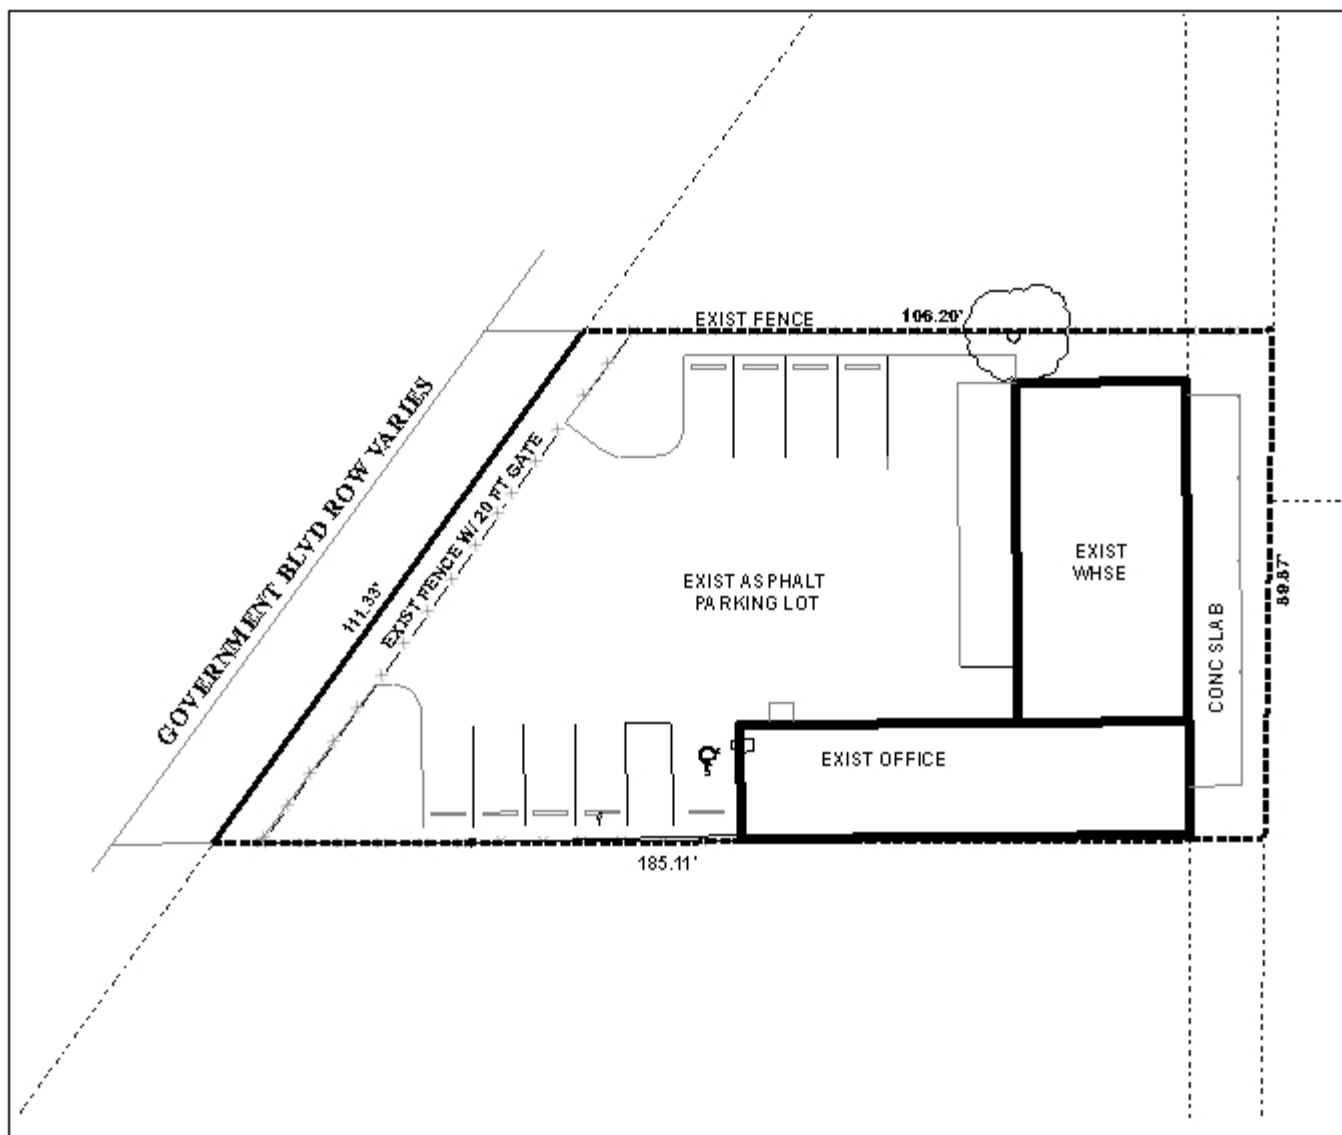 EXIST FENCE
106.20'
GOVERNMENT BLVD ROW VARIES
111.33'
EXIST FENCE W/ 20 FT GATE
EXIST ASPHALT
PARKING LOT
EXIST
WHSE
89.87'
CONC SLAB
EXIST OFFICE
185.11'